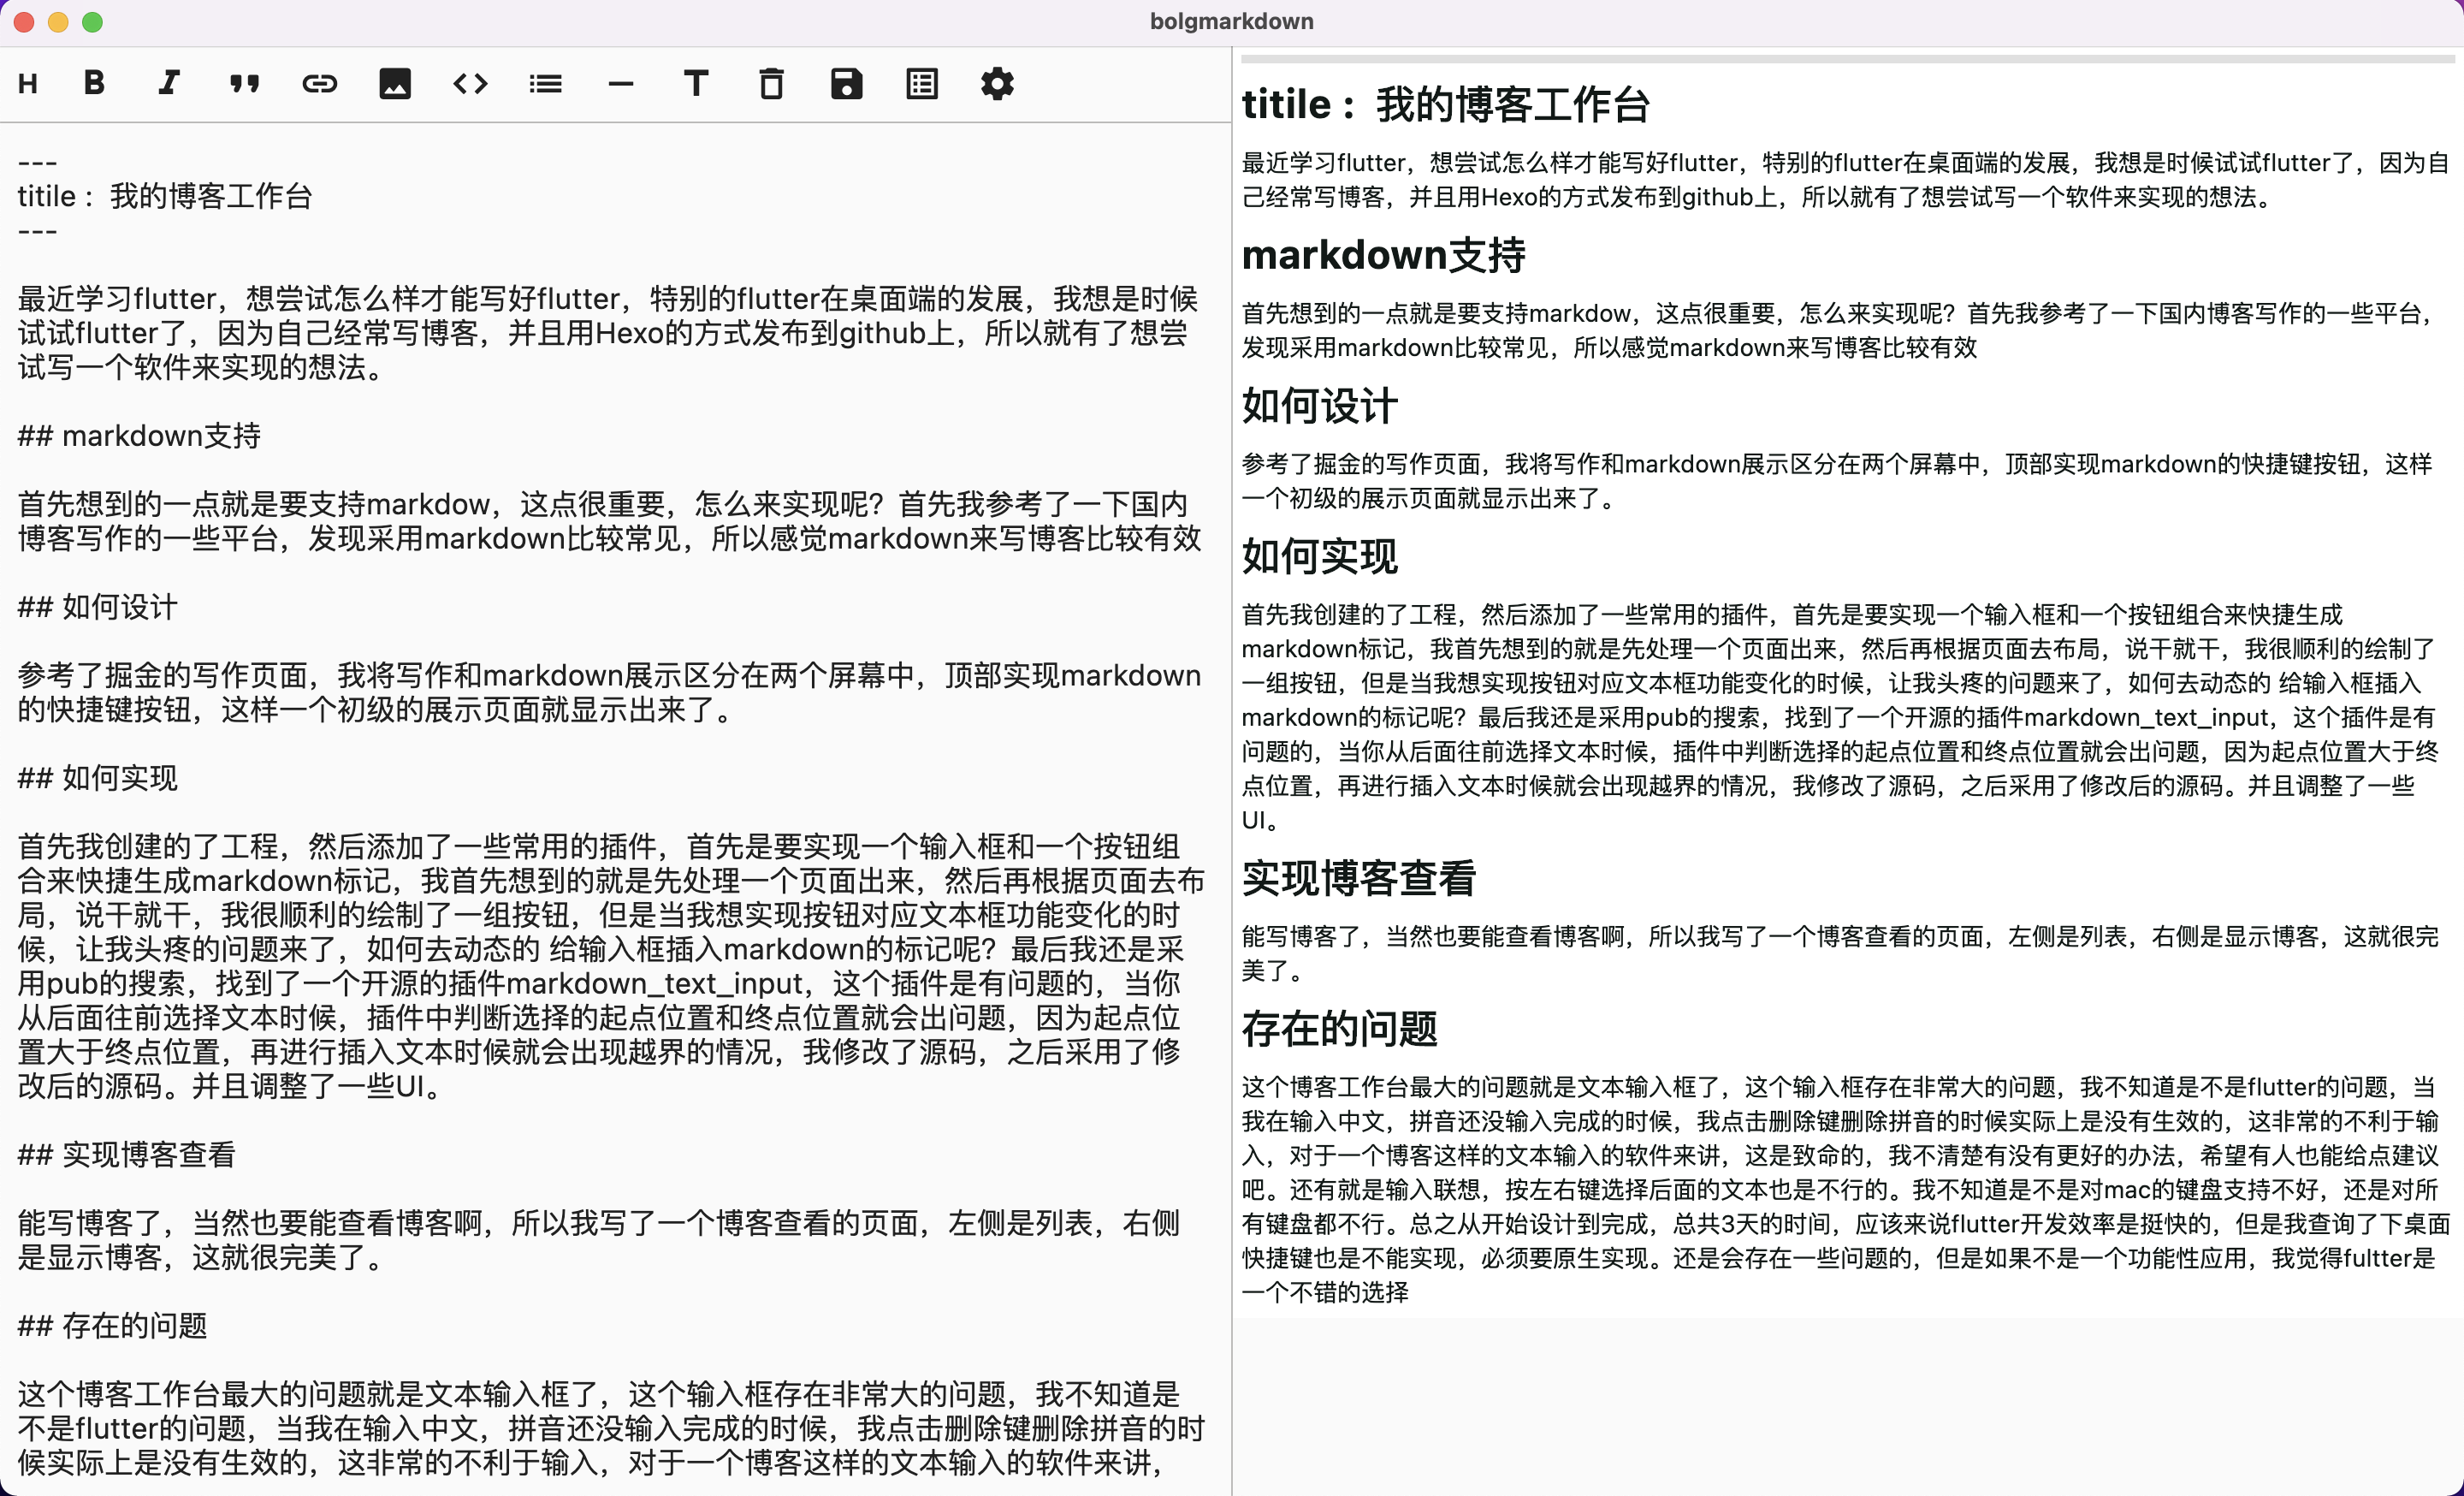 bolgmarkdown
H B I T
---
titile： 我的博客工作台
---
最近学习flutter，想尝试怎么样才能写好flutter，特别的flutter在桌面端的发展，我想是时候
试试flutter了，因为自己经常写博客，并且用Hexo的方式发布到github上，所以就有了想尝
试写一个软件来实现的想法。
## markdown支持
首先想到的一点就是要支持markdow，这点很重要，怎么来实现呢？首先我参考了一下国内
博客写作的一些平台，发现采用markdown比较常见，所以感觉markdown来写博客比较有效
## 如何设计
参考了掘金的写作页面，我将写作和markdown展示区分在两个屏幕中，顶部实现markdown
的快捷键按钮，这样一个初级的展示页面就显示出来了。
## 如何实现
首先我创建的了工程，然后添加了一些常用的插件，首先是要实现一个输入框和一个按钮组
合来快捷生成markdown标记，我首先想到的就是先处理一个页面出来，然后再根据页面去布
局，说干就干，我很顺利的绘制了一组按钮，但是当我想实现按钮对应文本框功能变化的时
候，让我头疼的问题来了，如何去动态的 给输入框插入markdown的标记呢？最后我还是采
用pub的搜索，找到了一个开源的插件markdown_text_input，这个插件是有问题的，当你
从后面往前选择文本时候，插件中判断选择的起点位置和终点位置就会出问题，因为起点位
置大于终点位置，再进行插入文本时候就会出现越界的情况，我修改了源码，之后采用了修
改后的源码。并且调整了一些UI。
## 实现博客查看
能写博客了，当然也要能查看博客啊，所以我写了一个博客查看的页面，左侧是列表，右侧
是显示博客，这就很完美了。
## 存在的问题
这个博客工作台最大的问题就是文本输入框了，这个输入框存在非常大的问题，我不知道是
不是flutter的问题，当我在输入中文，拼音还没输入完成的时候，我点击删除键删除拼音的时
候实际上是没有生效的，这非常的不利于输入，对于一个博客这样的文本输入的软件来讲，
titile： 我的博客工作台
最近学习flutter，想尝试怎么样才能写好flutter，特别的flutter在桌面端的发展，我想是时候试试flutter了，因为自
己经常写博客，并且用Hexo的方式发布到github上，所以就有了想尝试写一个软件来实现的想法。
markdown支持
首先想到的一点就是要支持markdow，这点很重要，怎么来实现呢？首先我参考了一下国内博客写作的一些平台，
发现采用markdown比较常见，所以感觉markdown来写博客比较有效
如何设计
参考了掘金的写作页面，我将写作和markdown展示区分在两个屏幕中，顶部实现markdown的快捷键按钮，这样
一个初级的展示页面就显示出来了。
如何实现
首先我创建的了工程，然后添加了一些常用的插件，首先是要实现一个输入框和一个按钮组合来快捷生成
markdown标记，我首先想到的就是先处理一个页面出来，然后再根据页面去布局，说干就干，我很顺利的绘制了
一组按钮，但是当我想实现按钮对应文本框功能变化的时候，让我头疼的问题来了，如何去动态的 给输入框插入
markdown的标记呢？最后我还是采用pub的搜索，找到了一个开源的插件markdown_text_input，这个插件是有
问题的，当你从后面往前选择文本时候，插件中判断选择的起点位置和终点位置就会出问题，因为起点位置大于终
点位置，再进行插入文本时候就会出现越界的情况，我修改了源码，之后采用了修改后的源码。并且调整了一些
UI。
实现博客查看
能写博客了，当然也要能查看博客啊，所以我写了一个博客查看的页面，左侧是列表，右侧是显示博客，这就很完
美了。
存在的问题
这个博客工作台最大的问题就是文本输入框了，这个输入框存在非常大的问题，我不知道是不是flutter的问题，当
我在输入中文，拼音还没输入完成的时候，我点击删除键删除拼音的时候实际上是没有生效的，这非常的不利于输
入，对于一个博客这样的文本输入的软件来讲，这是致命的，我不清楚有没有更好的办法，希望有人也能给点建议
吧。还有就是输入联想，按左右键选择后面的文本也是不行的。我不知道是不是对mac的键盘支持不好，还是对所
有键盘都不行。总之从开始设计到完成，总共3天的时间，应该来说flutter开发效率是挺快的，但是我查询了下桌面
快捷键也是不能实现，必须要原生实现。还是会存在一些问题的，但是如果不是一个功能性应用，我觉得fultter是
一个不错的选择